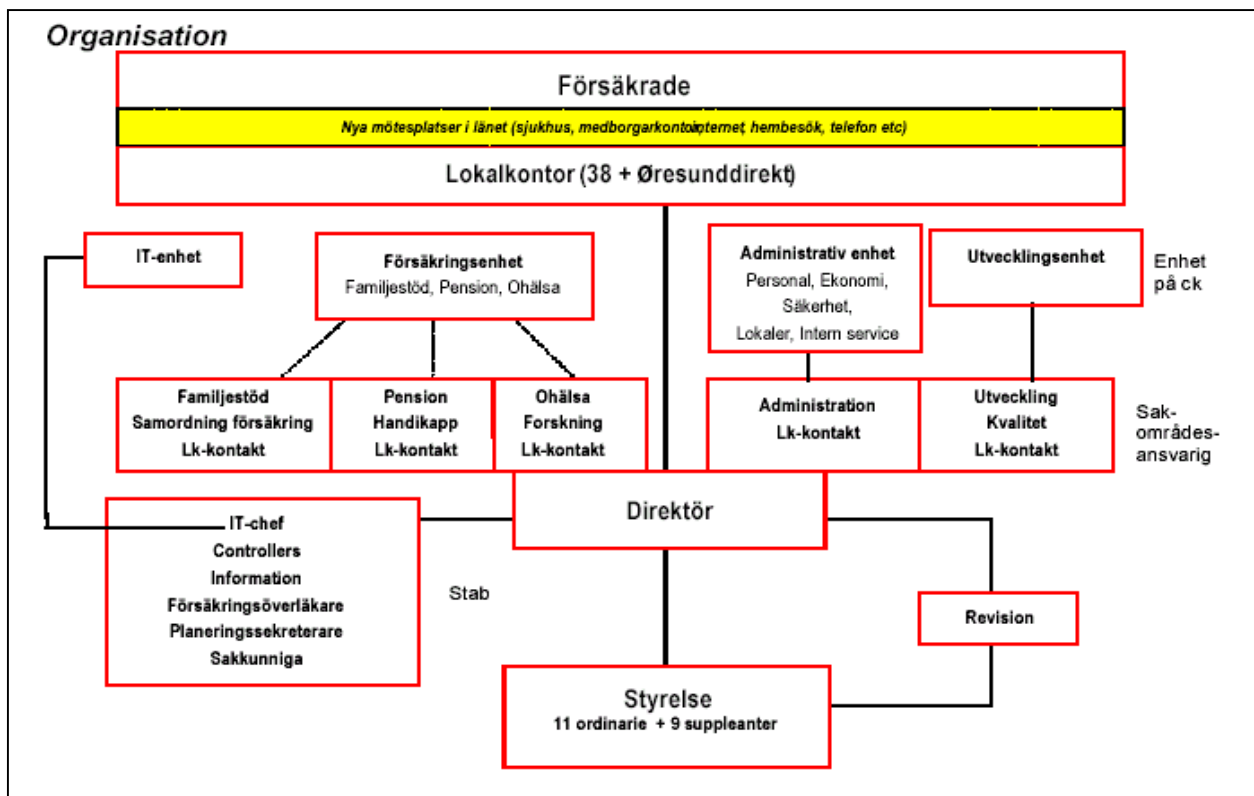 Organisation
Försäkrade
Nya mötesplatser i länet (sjukhus, medborgarkontor,internet, hembesök, telefon etc)
Lokalkontor (38 + Øresunddirekt)
IT-enhet
Försäkringsenhet
Familjestöd, Pension, Ohälsa
Administrativ enhet
Personal, Ekonomi,
Säkerhet,
Lokaler, Intern service
Utvecklingsenhet
Enhet
på ck
Familjestöd
Samordning försäkring
Lk-kontakt
Pension
Handikapp
Lk-kontakt
Ohälsa
Forskning
Lk-kontakt
Administration
Lk-kontakt
Utveckling
Kvalitet
Lk-kontakt
Sak-
områdes-
ansvarig
Direktör
IT-chef
Controllers
Information
Försäkringsöverläkare
Planeringssekreterare
Sakkunniga
Stab
Revision
Styrelse
11 ordinarie + 9 suppleanter